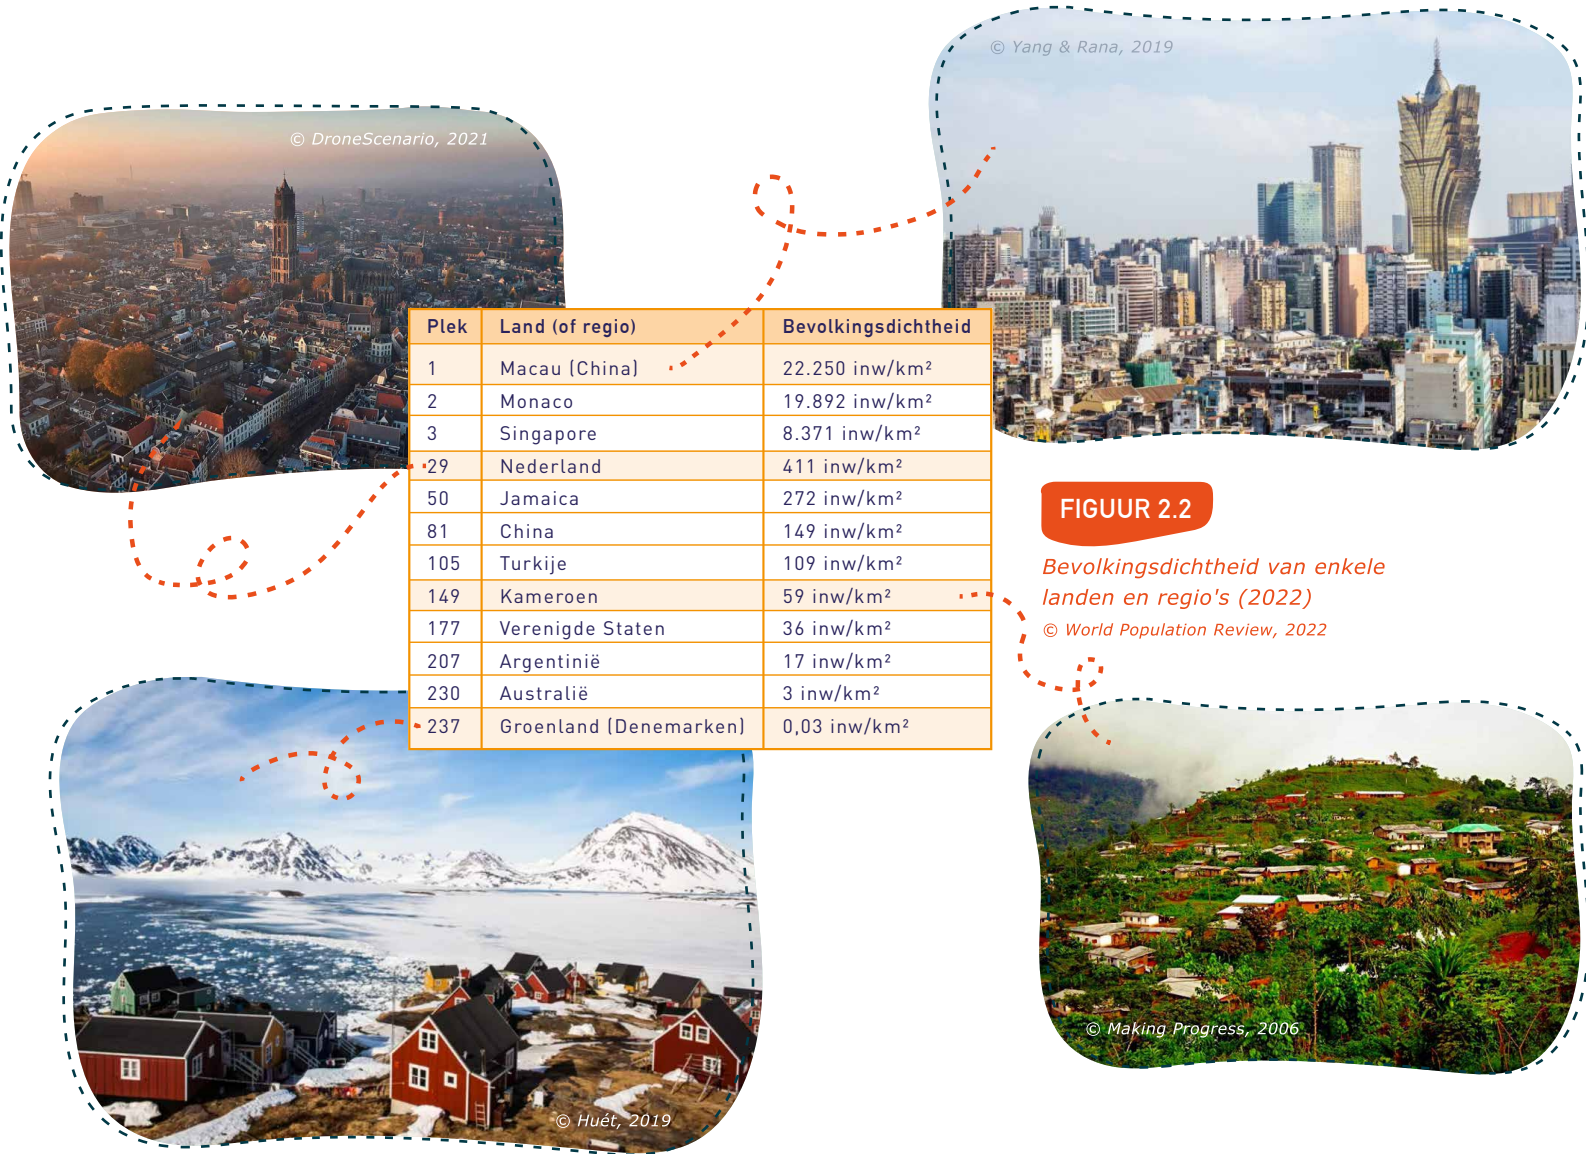 © Yang & Rana, 2019
© DroneScenario, 2021
Plek Land (of regio) Bevolkingsdichtheid
1 Macau (China) 22.250 inw/km²
2 Monaco 19.892 inw/km²
3 Singapore 8.371 inw/km²
29 Nederland 411 inw/km²
50 Jamaica 272 inw/km²
81 China 149 inw/km²
105 Turkije 109 inw/km²
149 Kameroen 59 inw/km²
177 Verenigde Staten 36 inw/km²
207 Argentinië 17 inw/km²
230 Australië 3 inw/km²
237 Groenland (Denemarken) 0,03 inw/km²
FIGUUR 2.2
Bevolkingsdichtheid van enkele
landen en regio's (2022)
© World Population Review, 2022
© Making Progress, 2006
© Huét, 2019